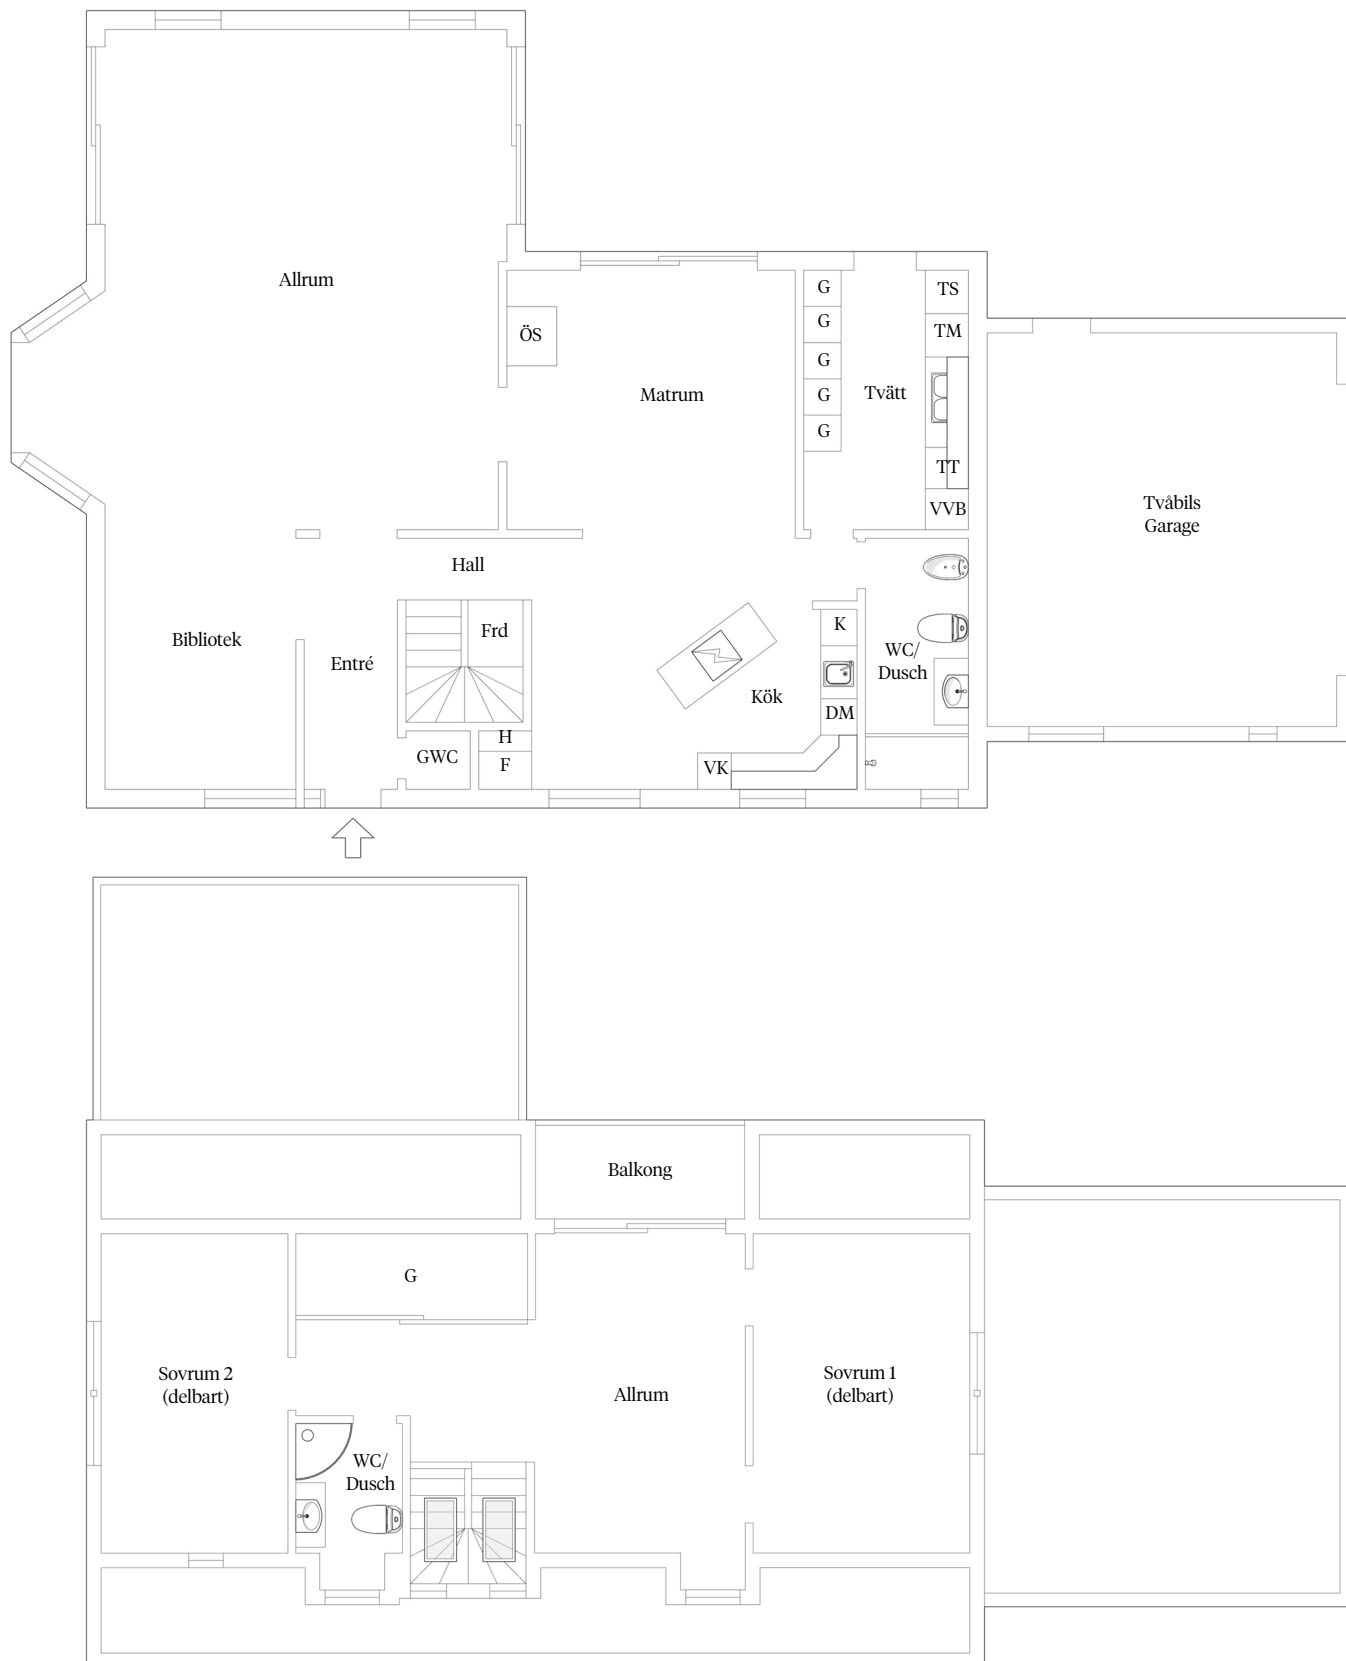 Allrum
ÖS
Matrum
G
G
G
G
G
Tvätt
TS
TM
TT
VVB
Tvåbils
Garage
Hall
Bibliotek
Entré
Frd
GWC
H
F
Kök
K
DM
VK
WC/
Dusch
Balkong
G
Sovrum 2
(delbart)
Allrum
Sovrum 1
(delbart)
WC/
Dusch